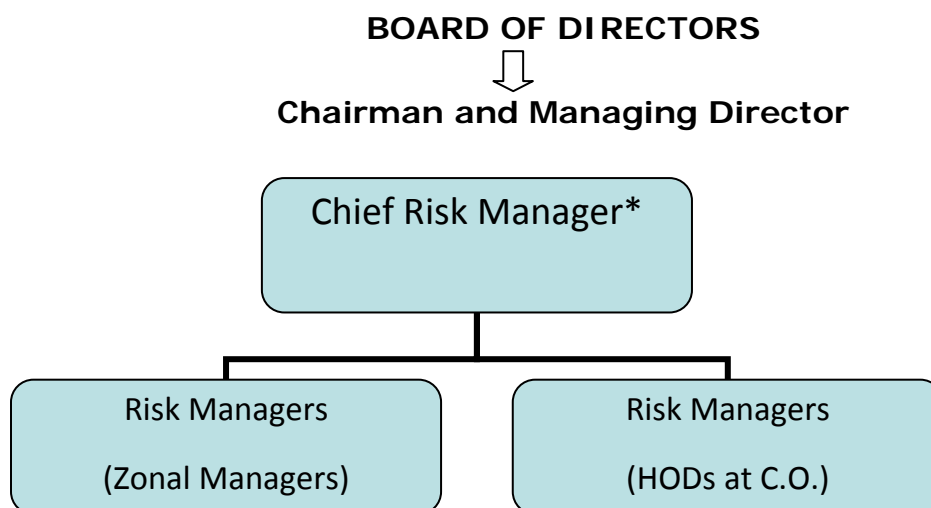 BOARD OF DIRECTORS
Chairman and Managing Director
Chief Risk Manager*
Risk Managers
(Zonal Managers)
Risk Managers
(HODs at C.O.)